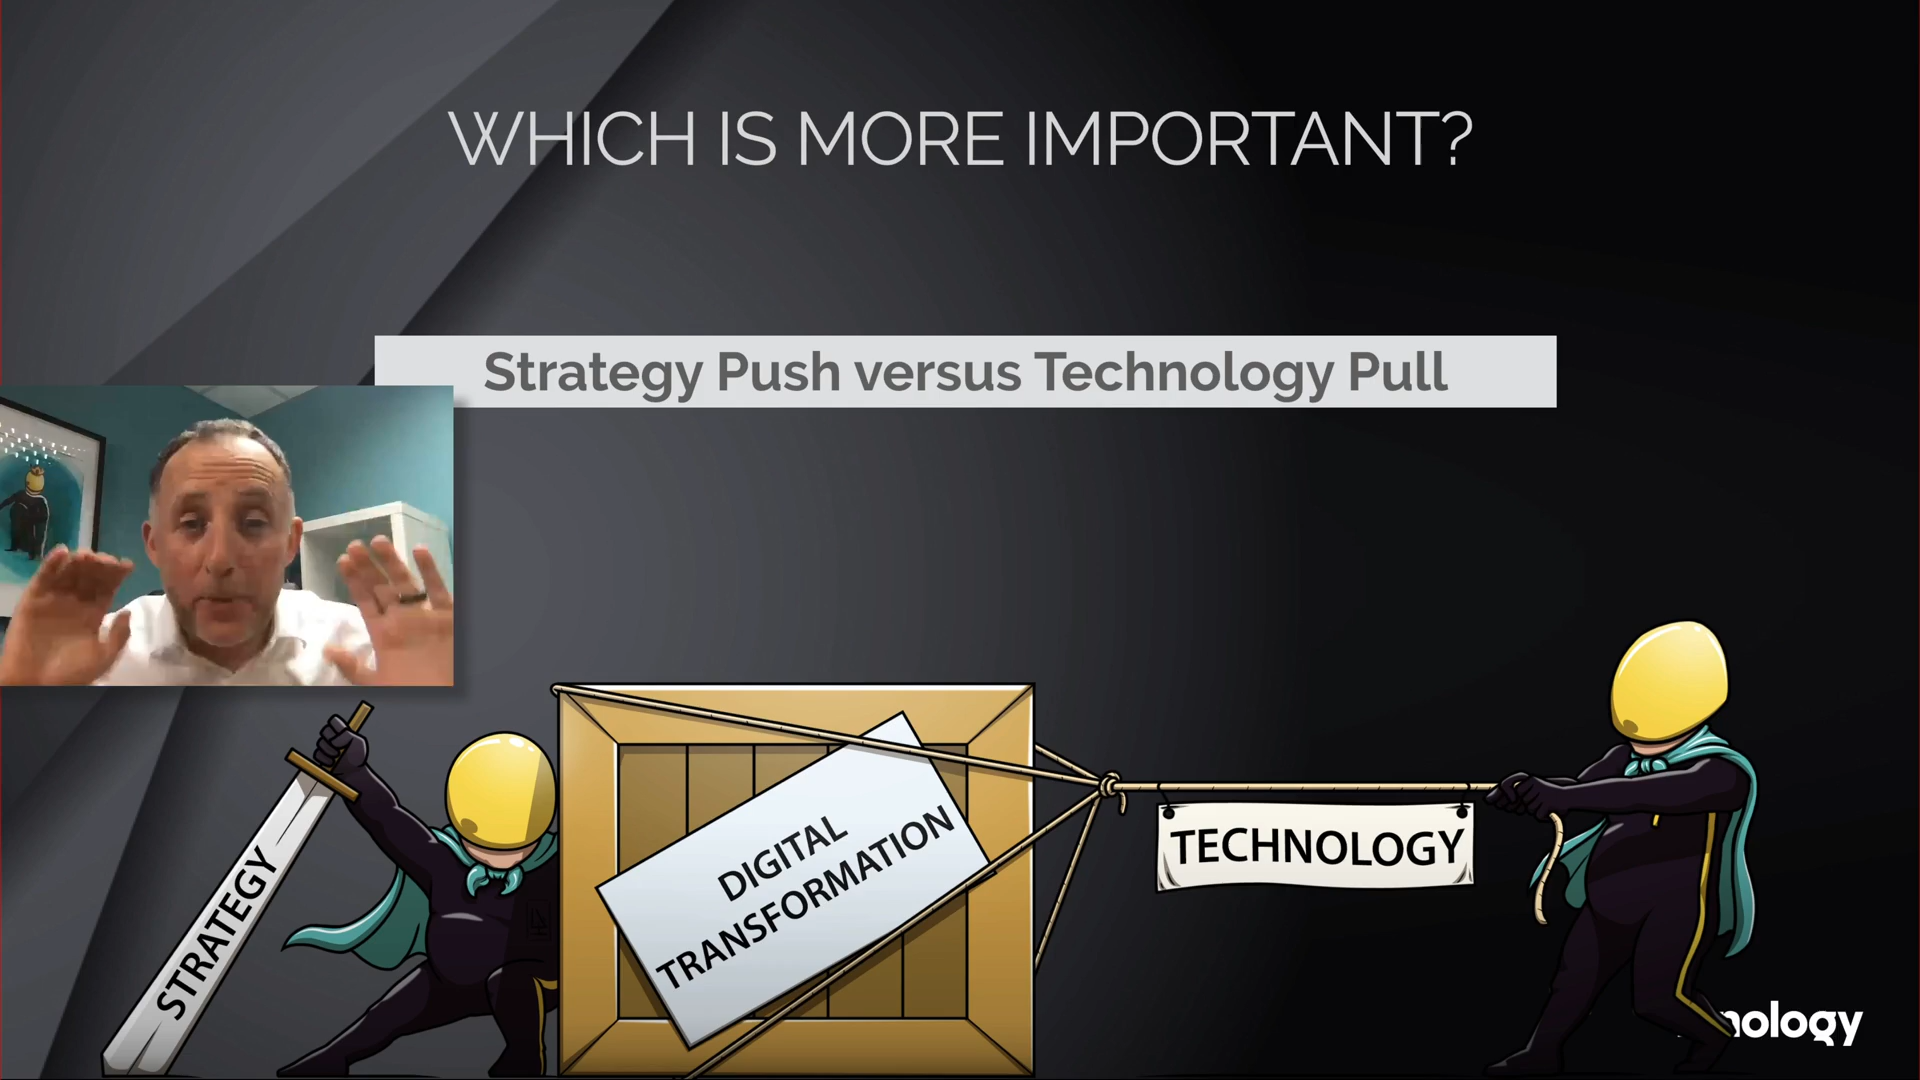 WHICH IS MORE IMPORTANT?
Strategy Push versus Technology Pull
STRATEGY
DIGITAL
TRANSFORMATION
TECHNOLOGY
nology